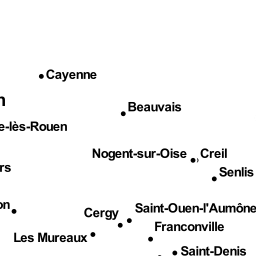 Cayenne
n
Beauvais
e-lès-Rouen
Nogent-sur-Oise
Creil
rs
Senlis
on
Saint-Ouen-l'Aumône
Cergy
Franconville
Les Mureaux
Saint-Denis